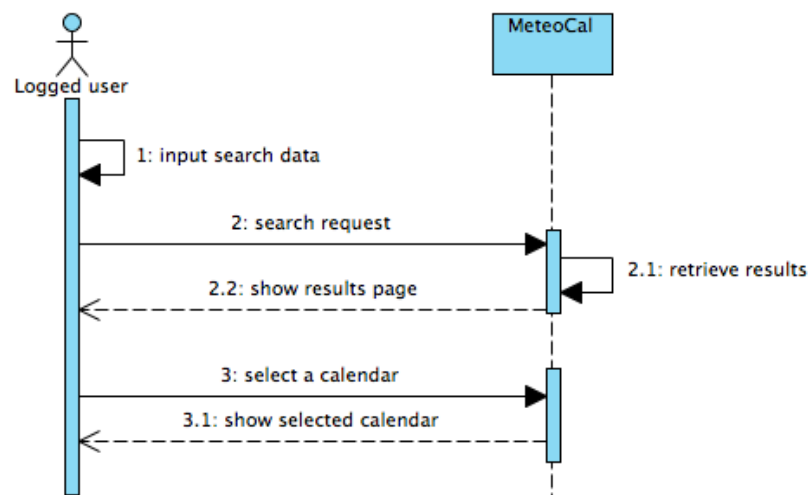 MeteoCal
Logged user
1: input search data
2: search request
2.1: retrieve results
2.2: show results page
3: select a calendar
3.1: show selected calendar